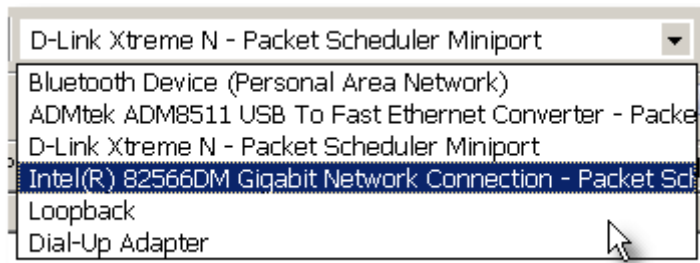 D-Link Xtreme N - Packet Scheduler Miniport
Bluetooth Device (Personal Area Network)
ADMtek ADM8511 USB To Fast Ethernet Converter - Packe
D-Link Xtreme N - Packet Scheduler Miniport
Intel(R) 82566DM Gigabit Network Connection - Packet Sch
Loopback
Dial-Up Adapter